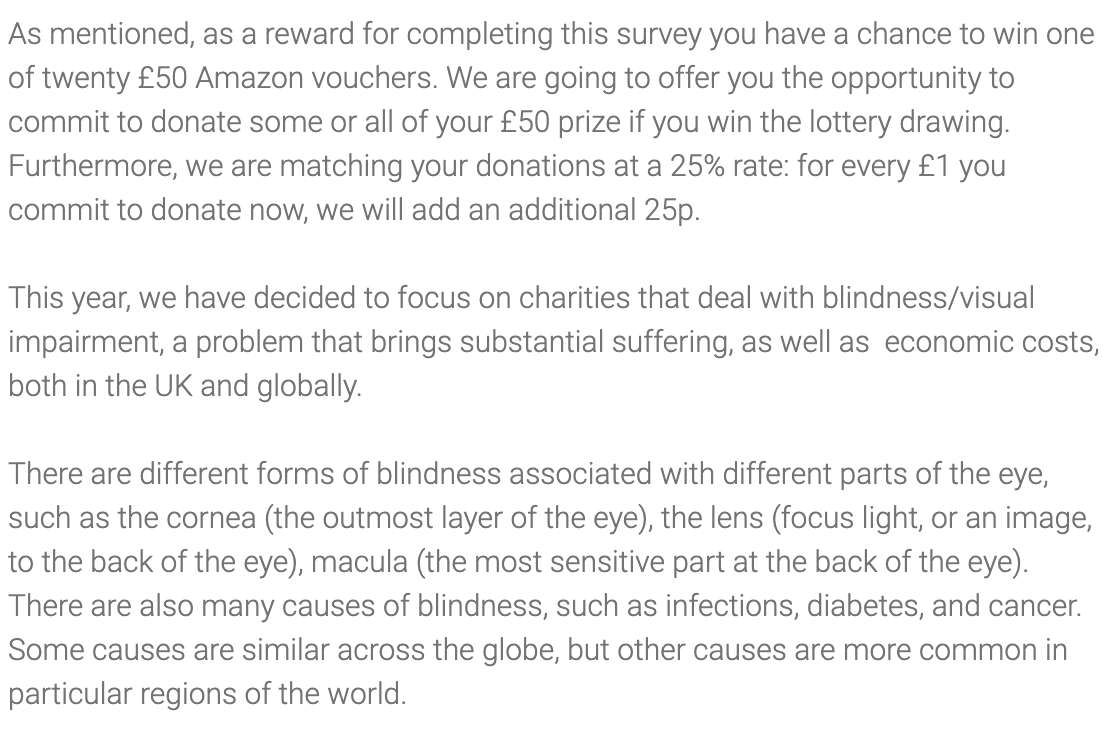 As mentioned, as a reward for completing this survey you have a chance to win one
of twenty £50 Amazon vouchers. We are going to offer you the opportunity to
commit to donate some or all of your £50 prize if you win the lottery drawing.
Furthermore, we are matching your donations at a 25% rate: for every £1 you
commit to donate now, we will add an additional 25p.
This year, we have decided to focus on charities that deal with blindness/visual
impairment, a problem that brings substantial suffering, as well as  economic costs,
both in the UK and globally.
There are different forms of blindness associated with different parts of the eye,
such as the cornea (the outmost layer of the eye), the lens (focus light, or an image,
to the back of the eye), macula (the most sensitive part at the back of the eye).
There are also many causes of blindness, such as infections, diabetes, and cancer.
Some causes are similar across the globe, but other causes are more common in
particular regions of the world.